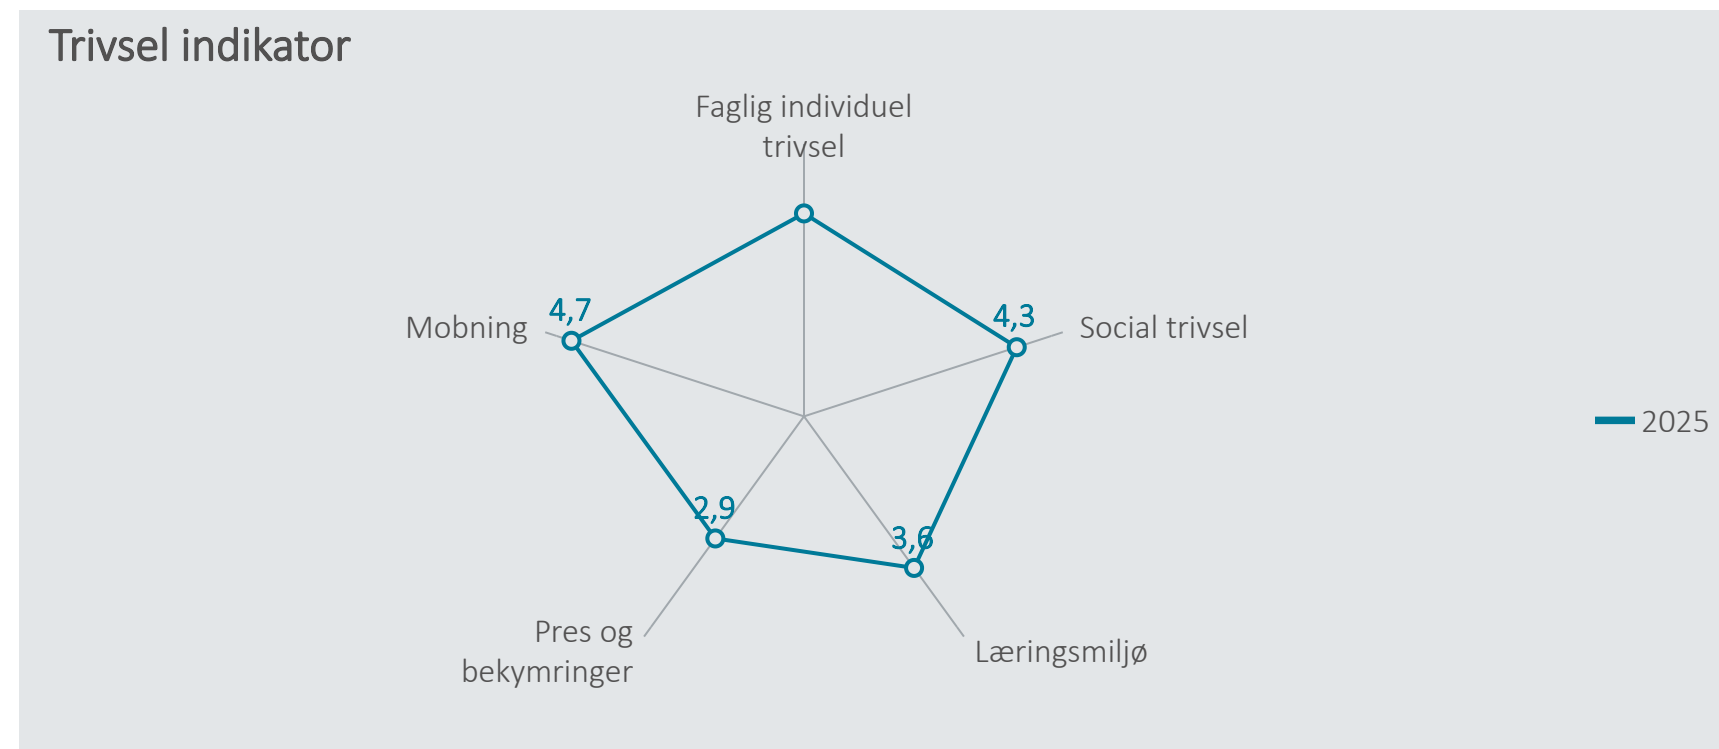 Trivsel indikator
Faglig individuel
trivsel
4,7
4,3
Mobning
Social trivsel
2025
2,9
3,6
Pres og
bekymringer
Læringsmiljø